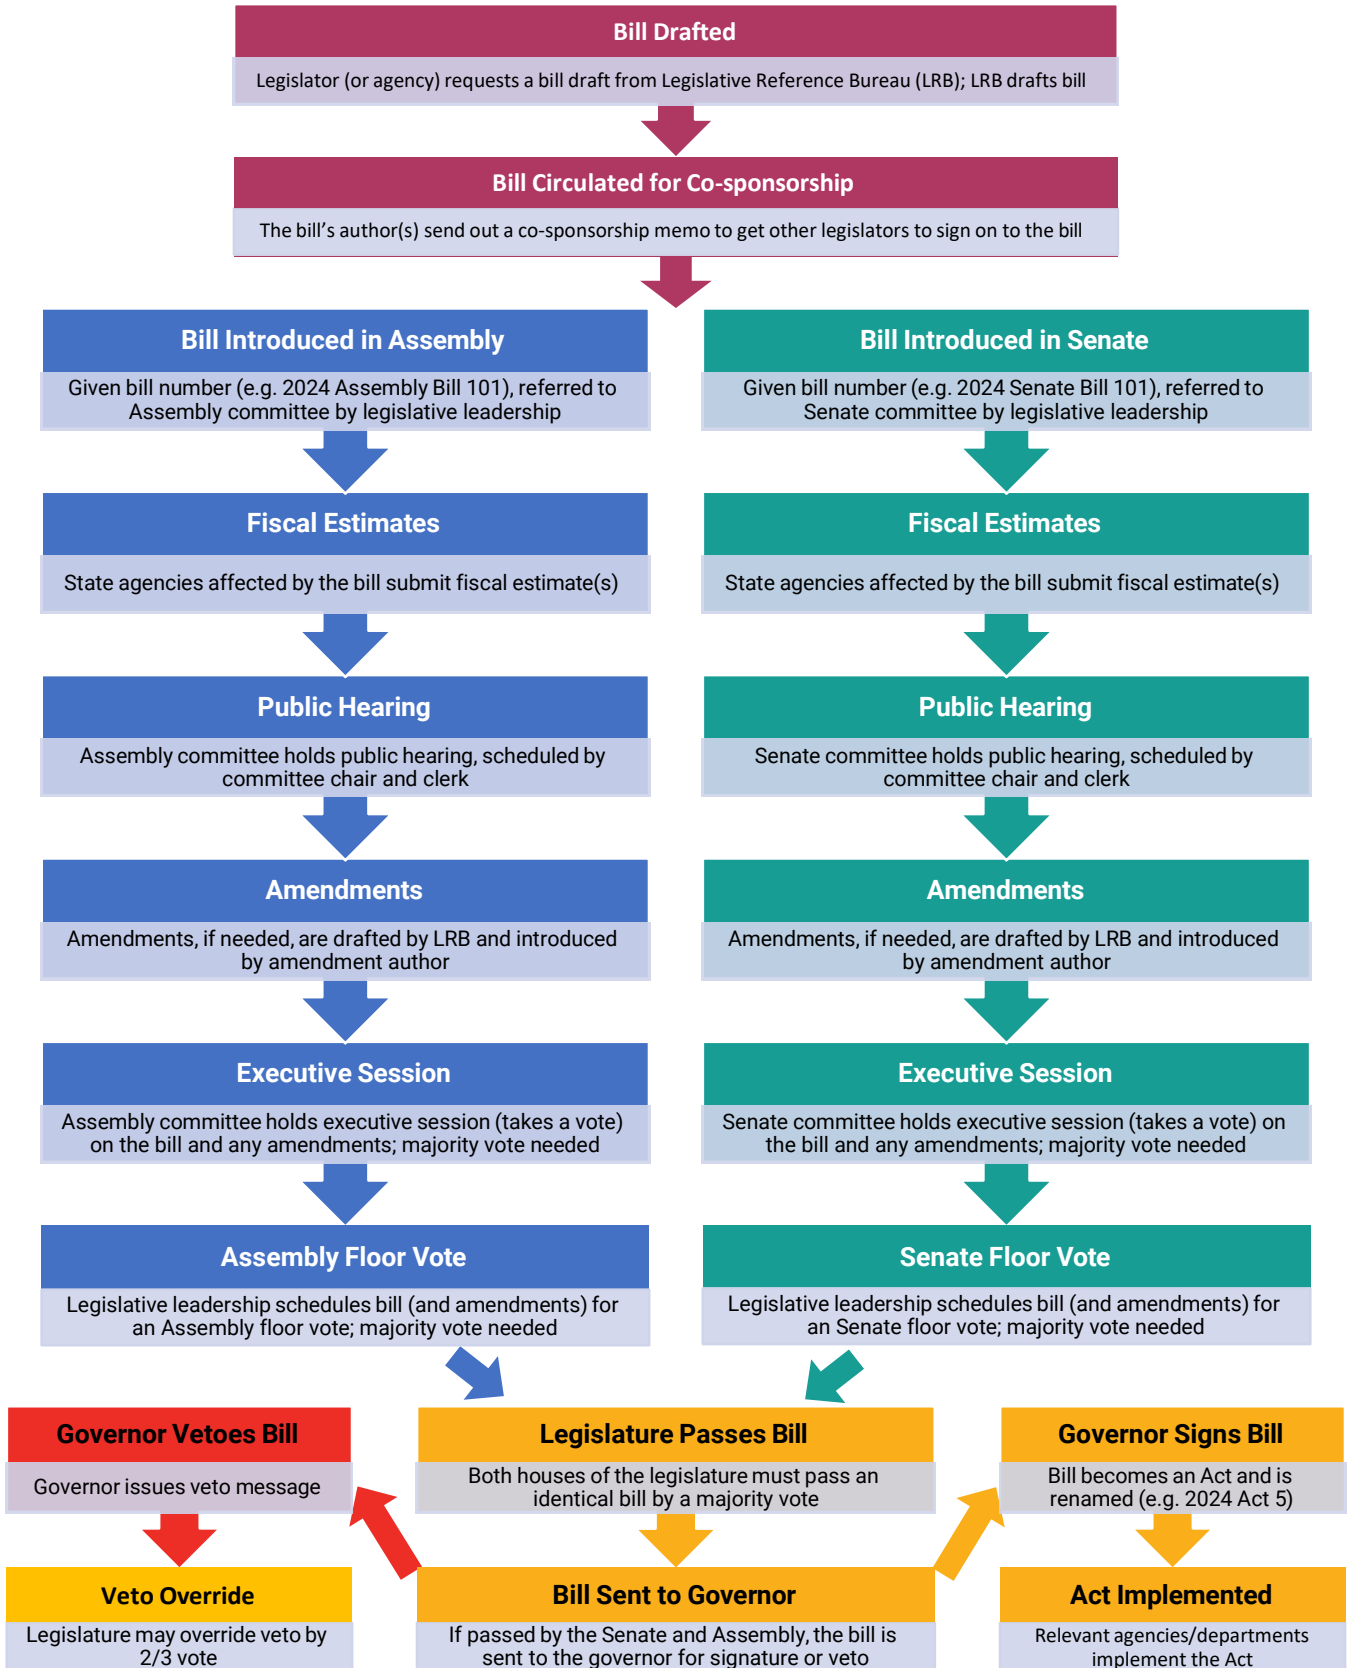 Bill Drafted
Legislator (or agency) requests a bill draft from Legislative Reference Bureau (LRB); LRB drafts bill
Bill Circulated for Co-sponsorship
The bill's author(s) send out a co-sponsorship memo to get other legislators to sign on to the bill
Bill Introduced in Assembly
Given bill number (e.g. 2024 Assembly Bill 101), referred to
Assembly committee by legislative leadership
Fiscal Estimates
State agencies affected by the bill submit fiscal estimate(s)
Public Hearing
Assembly committee holds public hearing, scheduled by
committee chair and clerk
Amendments
Amendments, if needed, are drafted by LRB and introduced
by amendment author
Executive Session
Assembly committee holds executive session (takes a vote)
on the bill and any amendments; majority vote needed
Assembly Floor Vote
Legislative leadership schedules bill (and amendments) for
an Assembly floor vote; majority vote needed
Bill Introduced in Senate
Given bill number (e.g. 2024 Senate Bill 101), referred to
Senate committee by legislative leadership
Fiscal Estimates
State agencies affected by the bill submit fiscal estimate(s)
Public Hearing
Senate committee holds public hearing, scheduled by
committee chair and clerk
Amendments
Amendments, if needed, are drafted by LRB and introduced
by amendment author
Executive Session
Senate committee holds executive session (takes a vote) on
the bill and any amendments; majority vote needed
Senate Floor Vote
Legislative leadership schedules bill (and amendments) for
an Senate floor vote; majority vote needed
Governor Vetoes Bill
Governor issues veto message
Legislature Passes Bill
Both houses of the legislature must pass an
identical bill by a majority vote
Governor Signs Bill
Bill becomes an Act and is
renamed (e.g. 2024 Act 5)
Veto Override
Legislature may override veto by
2/3 vote
Bill Sent to Governor
If passed by the Senate and Assembly, the bill is
sent to the governor for signature or veto
Act Implemented
Relevant agencies/departments
implement the Act